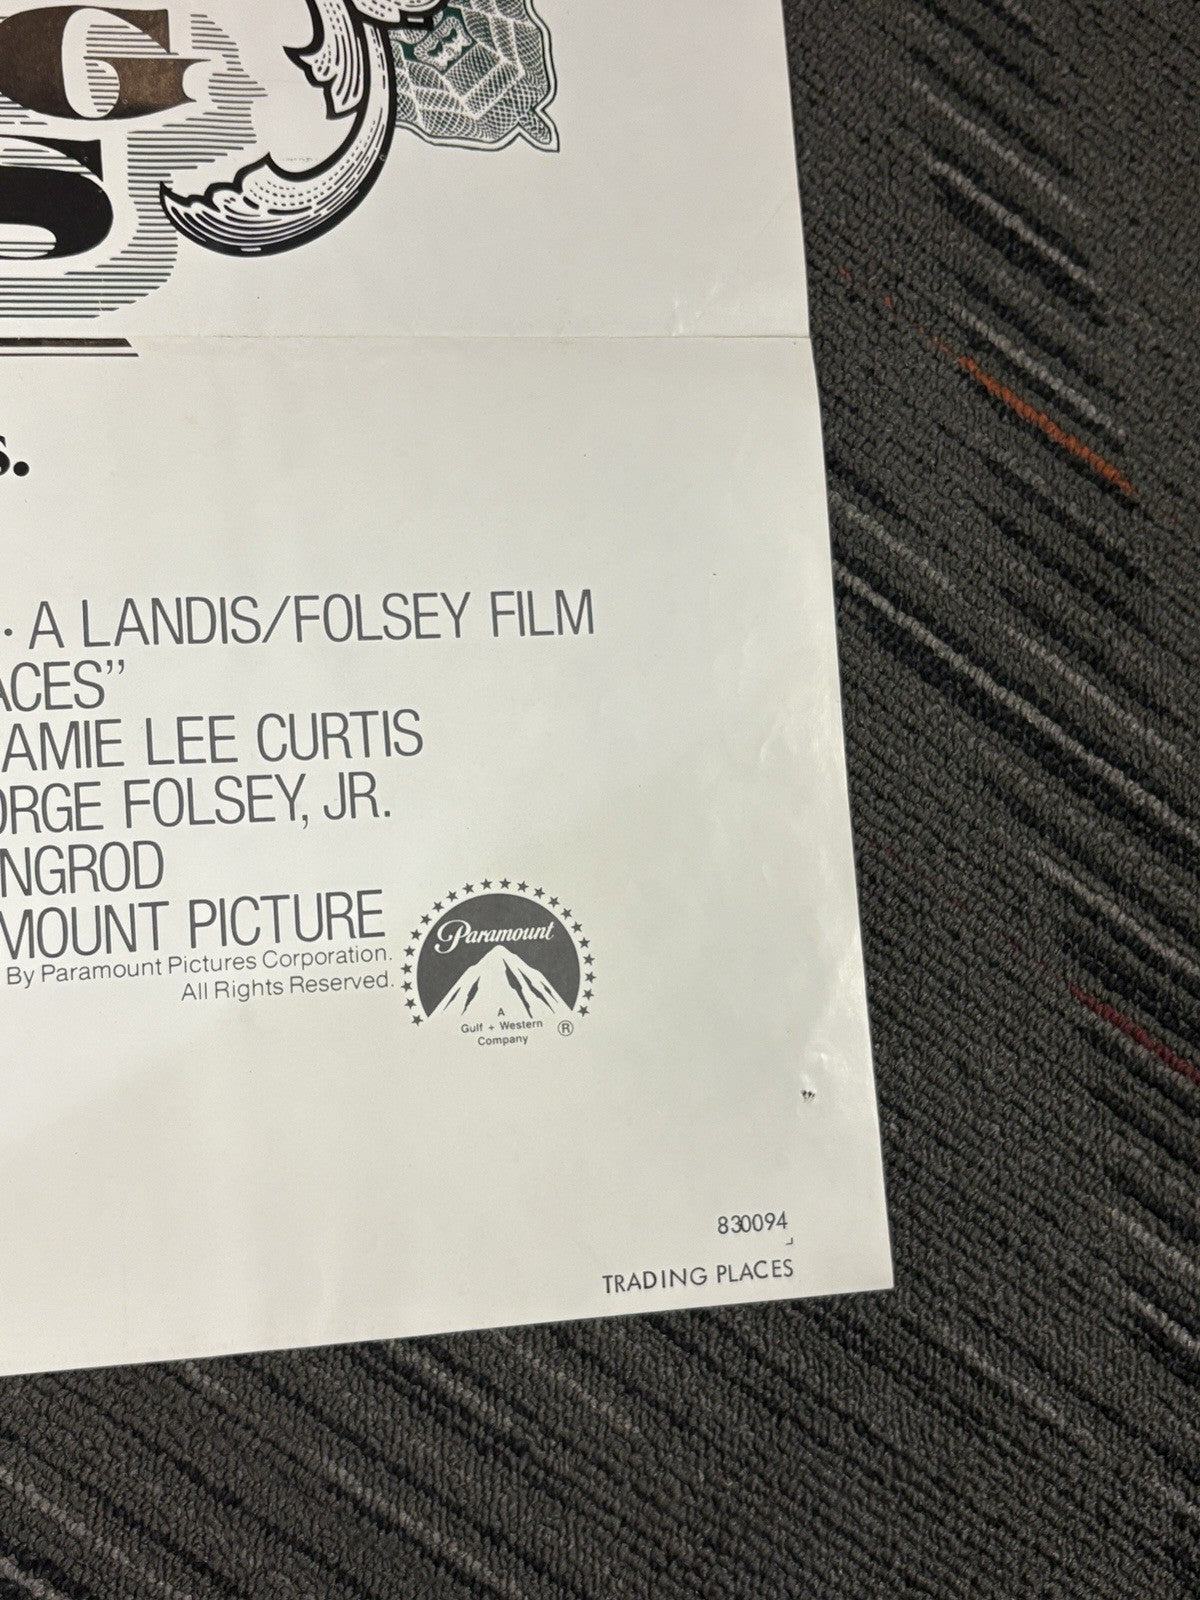 G
S
s.
· A LANDIS/FOLSEY FILM
ACES”
AMIE LEE CURTIS
ORGE FOLSEY, JR.
NGROD
MOUNT PICTURE
By Paramount Pictures Corporation.
All Rights Reserved.
Paramount
A
Gulf + Western
Company
®
830094
TRADING PLACES